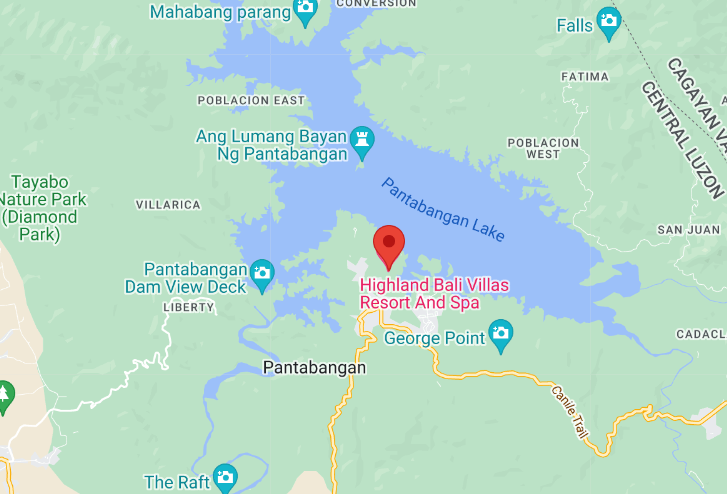 CONVERSION
Mahabang parang
Falls
FATIMA
CAGAYAN VA
CENTRAL LUZON
POBLACION EAST
Ang Lumang Bayan
Ng Pantabangan
POBLACION
WEST
Tayabo
Nature Park
(Diamond
Park)
VILLARICA
Pantabangan Lake
SAN JUAN
Pantabangan
Dam View Deck
Highland Bali Villas
Resort And Spa
LIBERTY
George Point
CADACL
Pantabangan
Canile Trail
The Raft